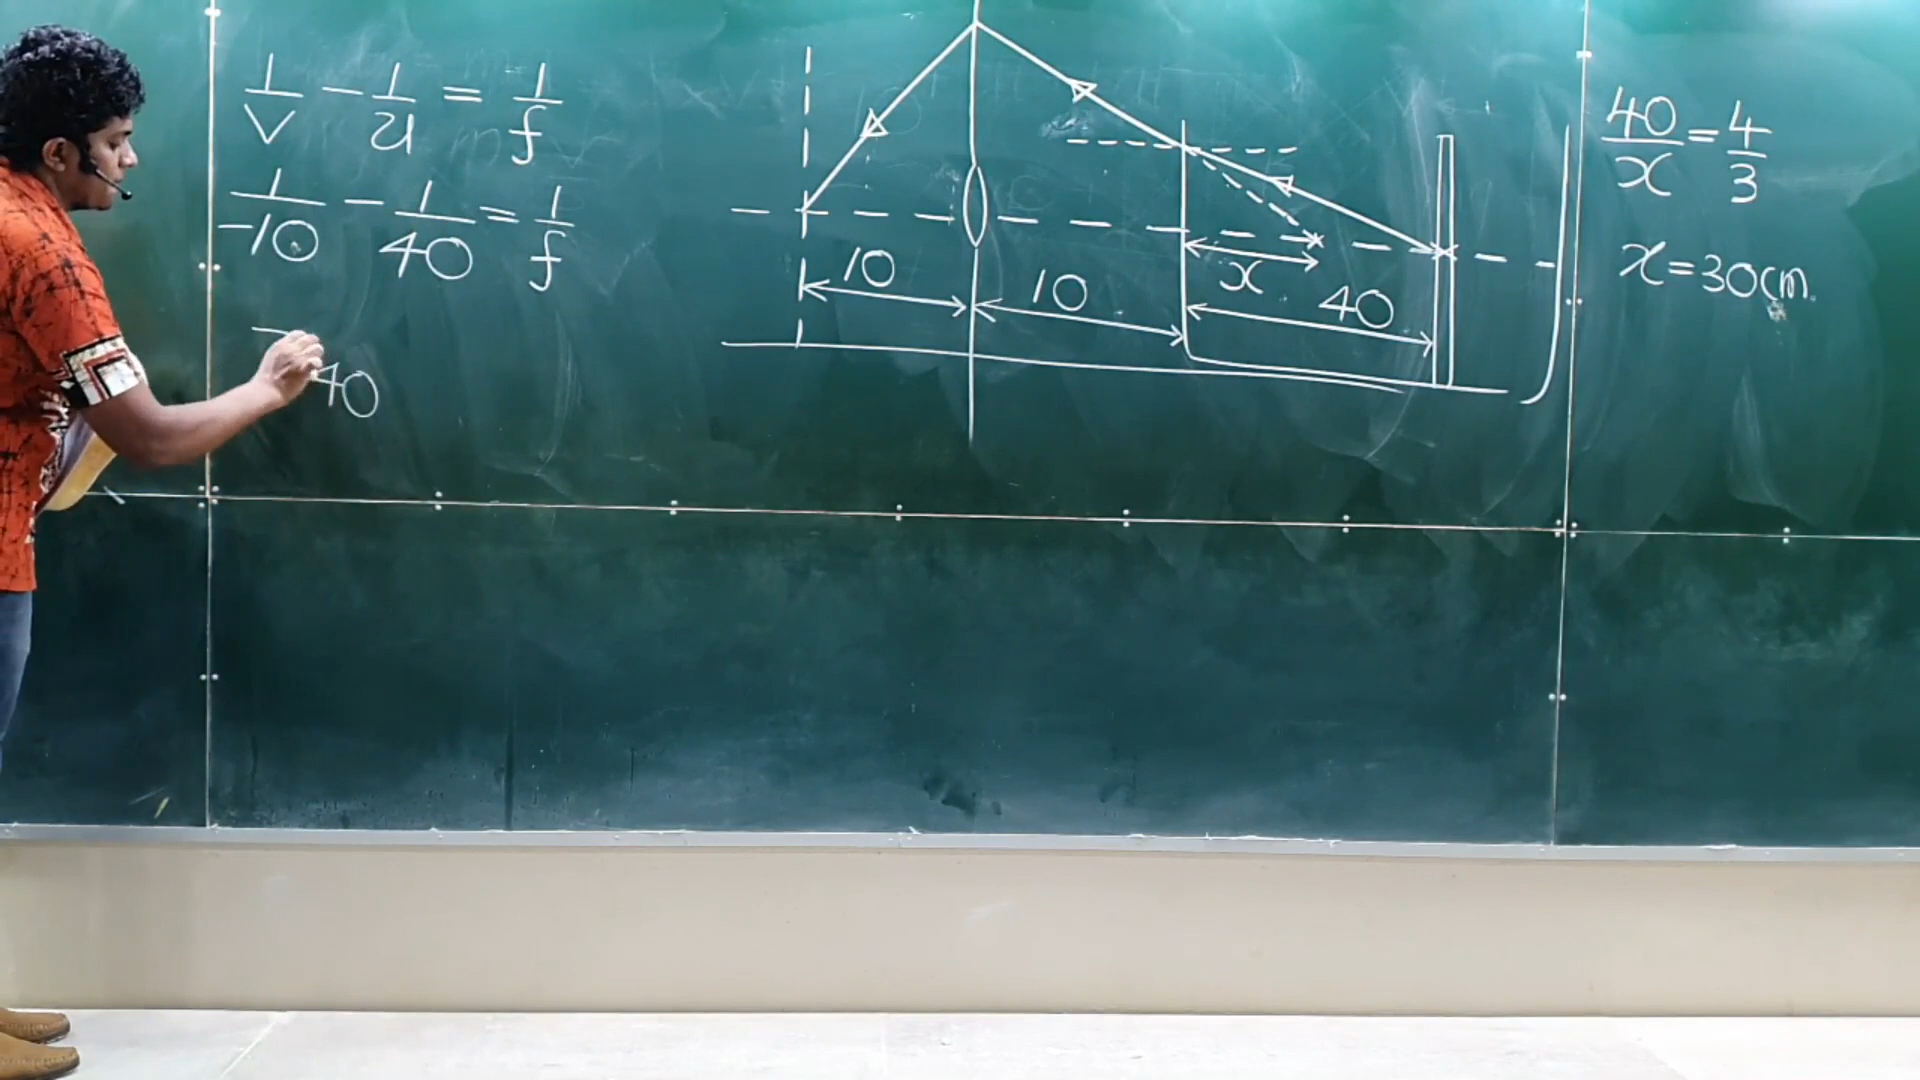 1/v - 1/u = 1/f
1/-10 - 1/40 = 1/f
40
10
10
x
40
40/x = 4/3
x = 30cm